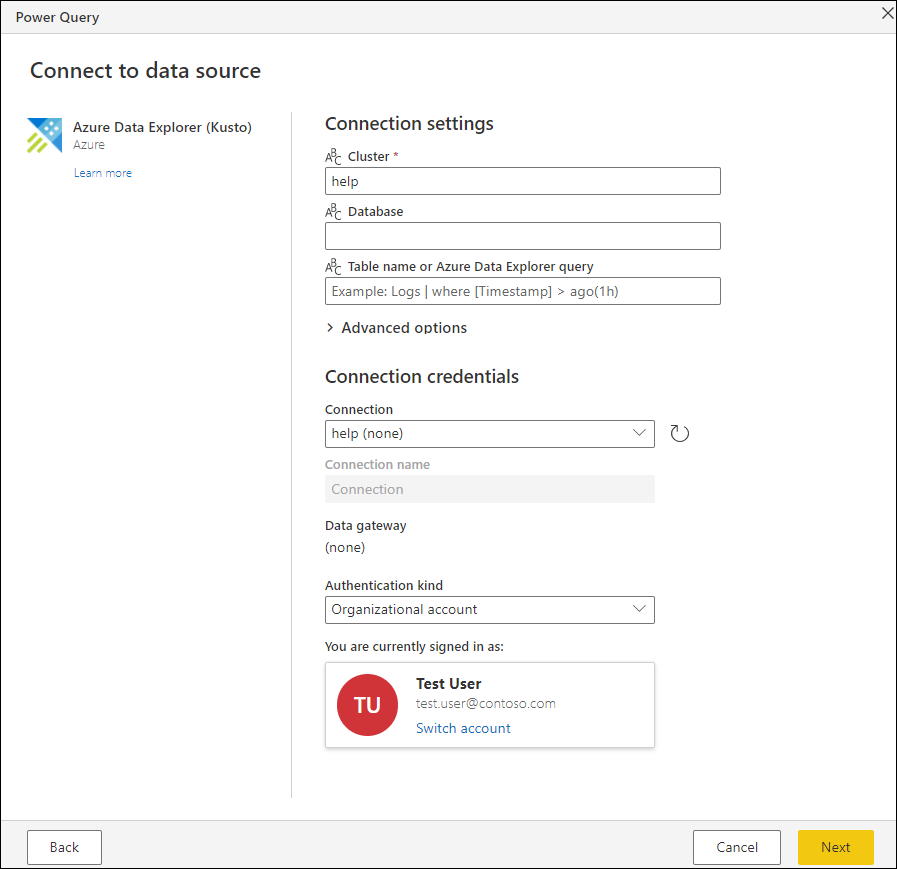 Power Query
Connect to data source
Azure Data Explorer (Kusto)
Azure
Learn more
Connection settings
ABC Cluster *
help
ABC Database
ABC Table name or Azure Data Explorer query
Example: Logs | where [Timestamp] > ago(1h)
Advanced options
Connection credentials
Connection
help (none)
Connection name
Connection
Data gateway
(none)
Authentication kind
Organizational account
You are currently signed in as:
TU
Test User
test.user@contoso.com
Switch account
Back
Cancel
Next